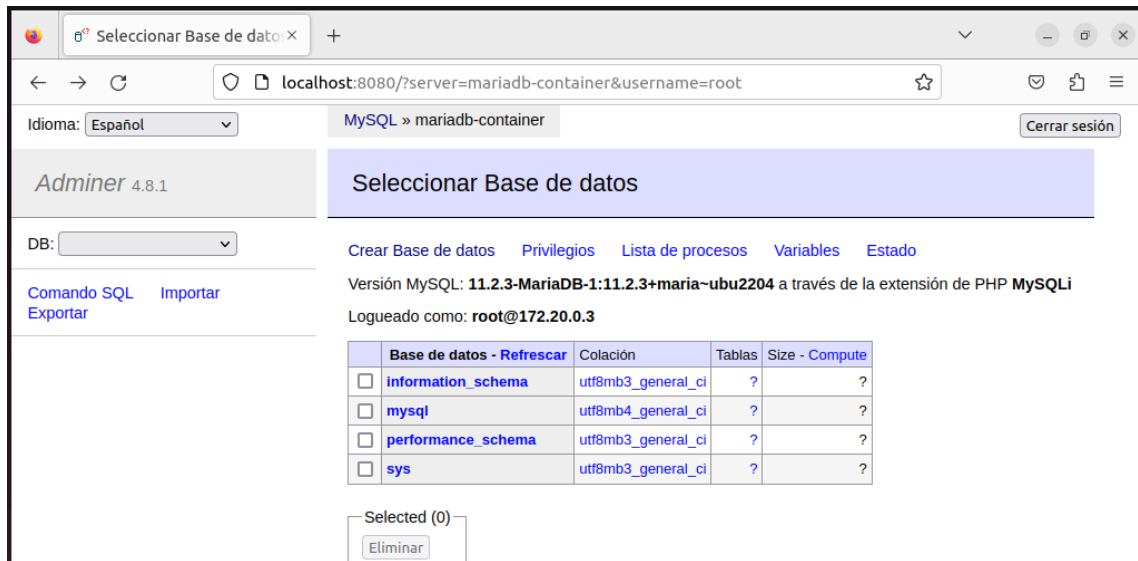 Seleccionar Base de dato
localhost:8080/?server=mariadb-container&username=root
Idioma: Español
MySQL » mariadb-container
Cerrar sesión
Adminer 4.8.1
Seleccionar Base de datos
DB:
Crear Base de datos Privilegios Lista de procesos Variables Estado
Comando SQL Importar
Exportar
Versión MySQL: 11.2.3-MariaDB-1:11.2.3+maria~ubu2204 a través de la extensión de PHP MySQLi
Logueado como: root@172.20.0.3
Base de datos - Refrescar Colación Tablas Size - Compute
information_schema utf8mb3_general_ci ? ?
mysql utf8mb4_general_ci ? ?
performance_schema utf8mb3_general_ci ? ?
sys utf8mb3_general_ci ? ?
Selected (0)
Eliminar